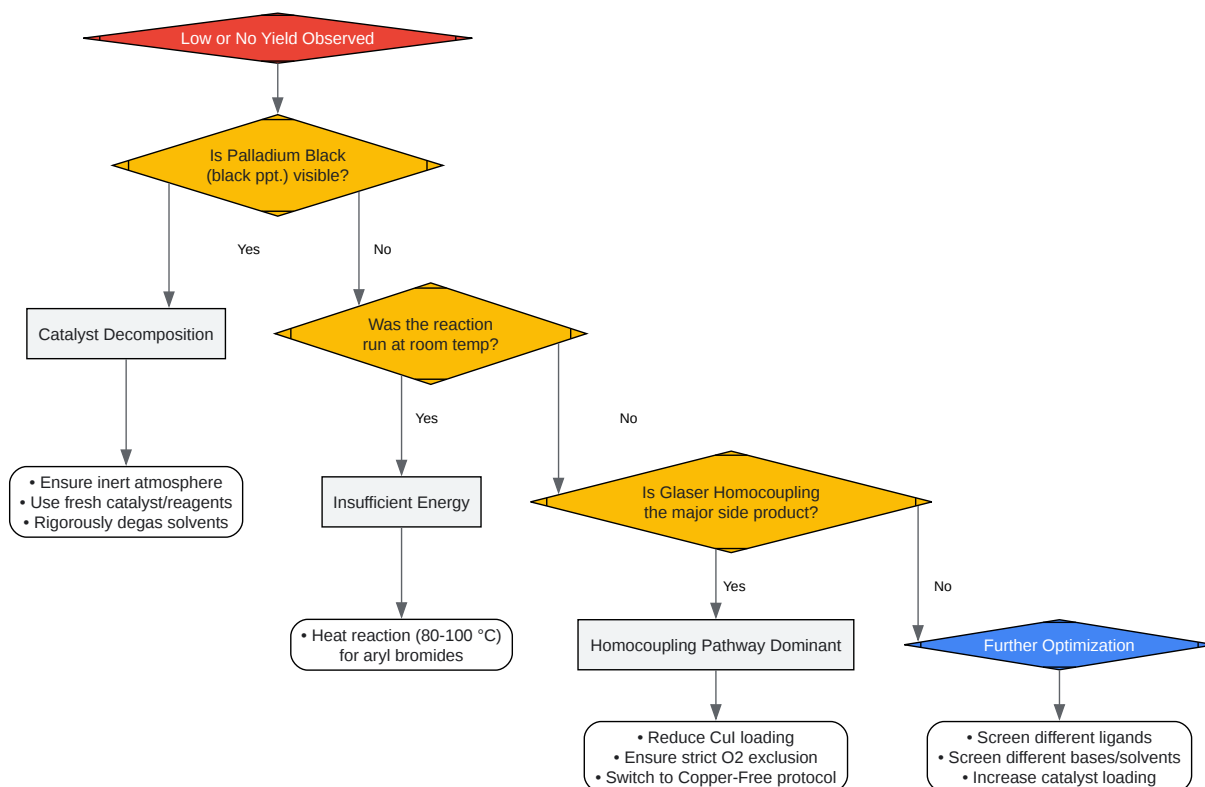 Low or No Yield Observed
Is Palladium Black
(black ppt.) visible?
Yes
No
Catalyst Decomposition
Was the reaction
run at room temp?
• Ensure inert atmosphere
• Use fresh catalyst/reagents
• Rigorously degas solvents
Yes
No
Insufficient Energy
Is Glaser Homocoupling
the major side product?
• Heat reaction (80-100 °C)
for aryl bromides
Yes
No
Homocoupling Pathway Dominant
Further Optimization
• Reduce CuI loading
• Ensure strict O2 exclusion
• Switch to Copper-Free protocol
• Screen different ligands
• Screen different bases/solvents
• Increase catalyst loading